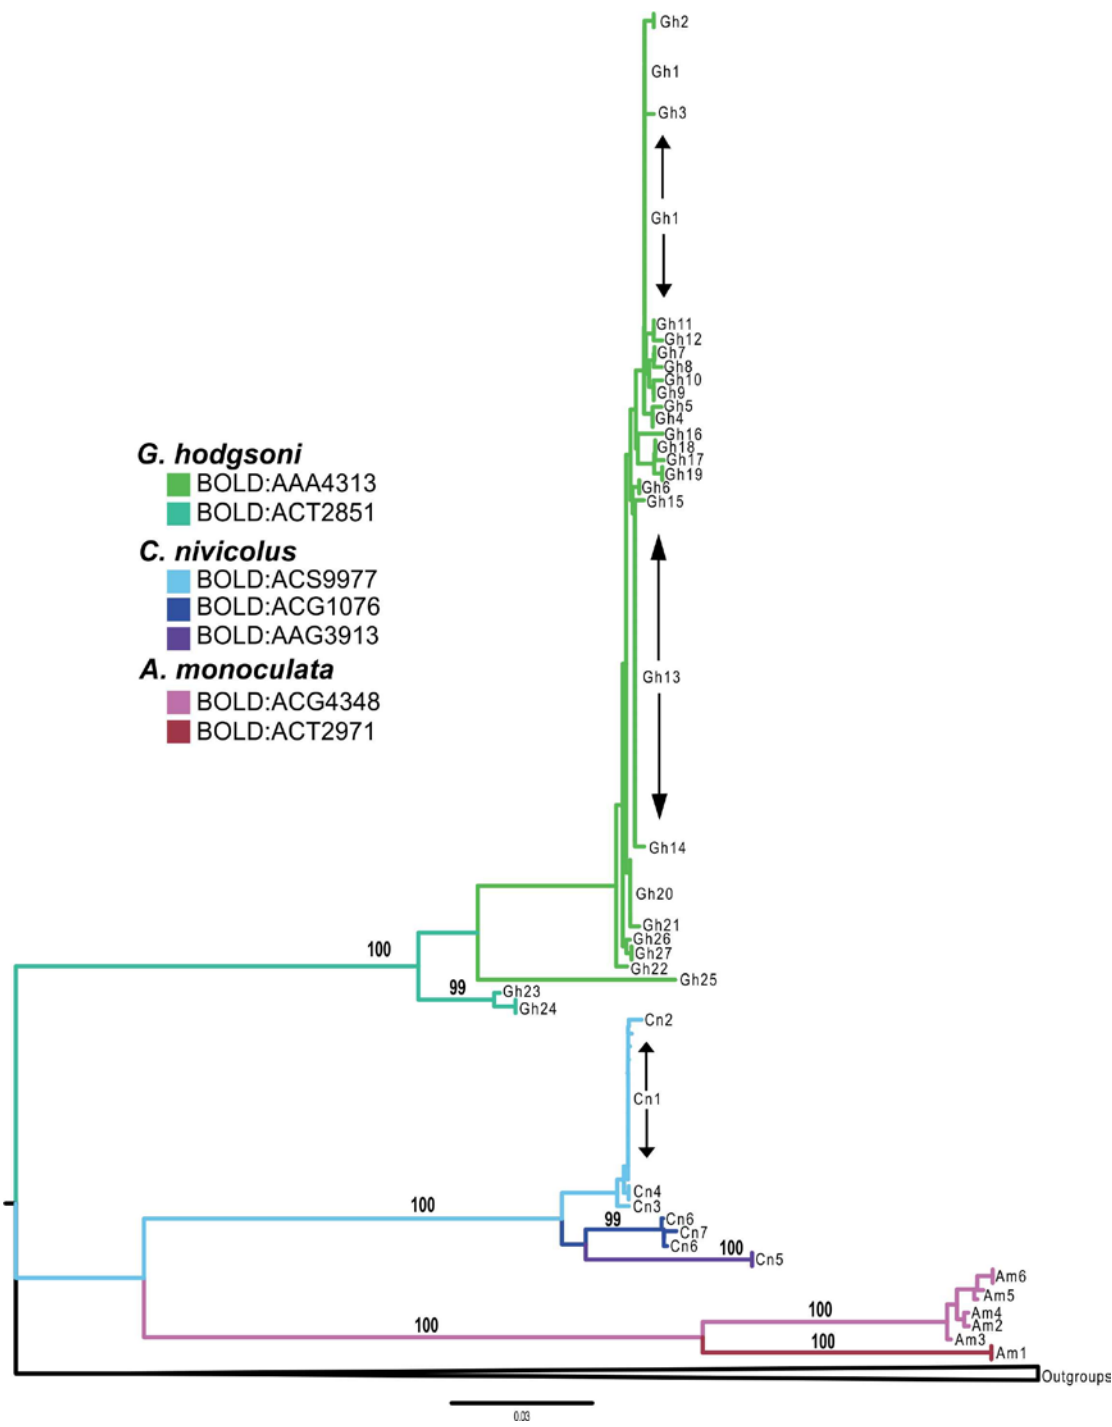 Gh2
Gh1
Gh3
Gh1
Gh11
Gh12
Gh7
Gh8
Gh10
Gh9
Gh5
Gh4
Gh16
Gh18
Gh17
Gh19
Gh6
Gh15
G. hodgsoni
BOLD:AAA4313
BOLD:ACT2851
C. nivicolus
BOLD:ACS9977
BOLD:ACG1076
BOLD:AAG3913
A. monoculata
BOLD:ACG4348
BOLD:ACT2971
Gh13
Gh14
Gh20
Gh21
Gh26
Gh27
Gh22
Gh25
100
99
Gh23
Gh24
Cn2
Cn1
Cn4
Cn3
100
99
Cn6
Cn7
Cn6
100
Cn5
Am6
Am5
Am4
Am2
Am3
100
100
100
Am1
Outgroups
0.03